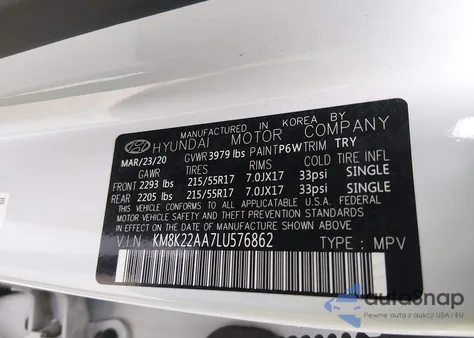 MANUFACTURED IN KOREA BY
HYUNDAI MOTOR COMPANY
MAR/23/20 GVWR 3979 lbs PAINT P6W TRIM TRY
GAWR TIRES RIMS COLD TIRE INFL
FRONT 2293 lbs 215/55R17 7.0JX17 33psi SINGLE
REAR 2205 lbs 215/55R17 7.0JX17 33psi SINGLE
THIS VEHICLE CONFORMS TO ALL APPLICABLE U.S.A. FEDERAL
MOTOR VEHICLE SAFETY, BUMPER, AND THEFT PREVENTION
STANDARDS IN EFFECT ON THE DATE OF MANUFACTURE SHOWN ABOVE.
V.I.N: KM8K22AA7LU576862 TYPE: MPV
autoSnap
Pewne auta z aukcji USA i EU